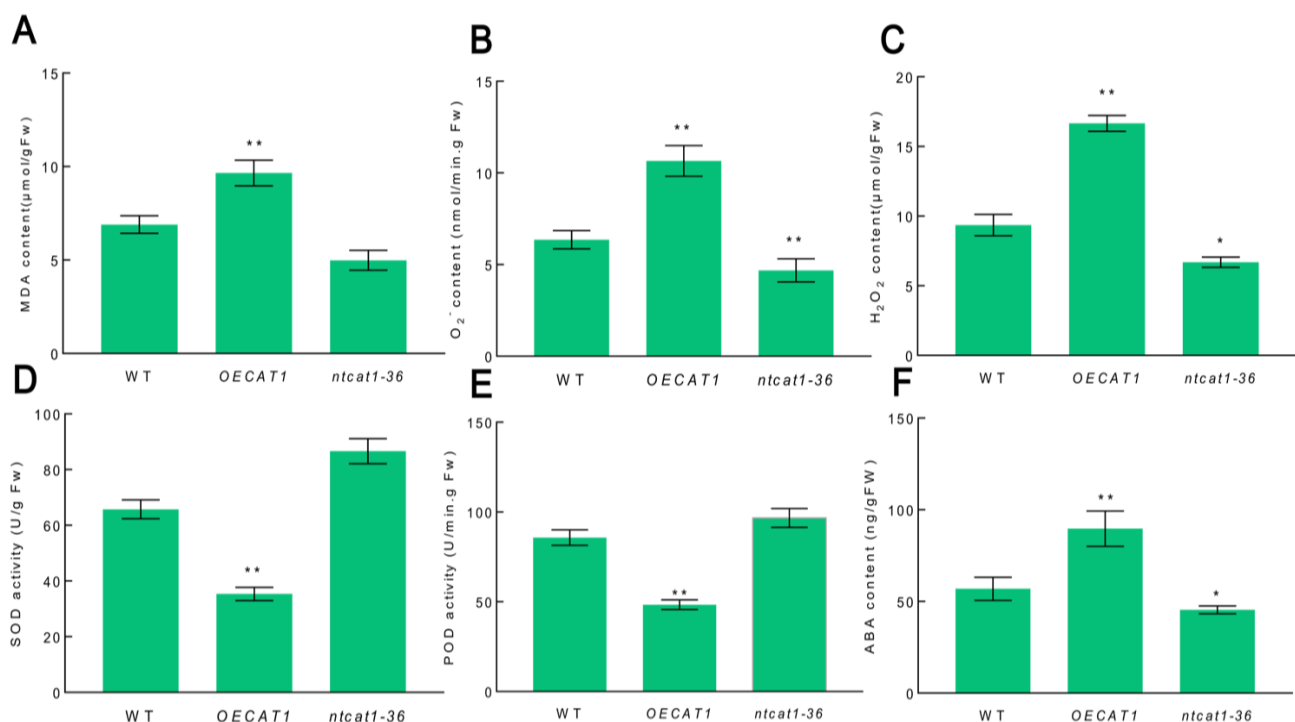 A
MDA content(μmol/gFw)
15
10
5
0
**
WT
OECAT1
ntcat1-36
B
O₂⁻ content (nmol/min.g Fw)
15
10
5
0
**
**
WT
OECAT1
ntcat1-36
C
H₂O₂ content(μmol/gFw)
20
15
10
5
0
**
*
WT
OECAT1
ntcat1-36
D
SOD activity (U/g Fw)
100
80
60
40
20
0
**
WT
OECAT1
ntcat1-36
E
POD activity (U/min.g Fw)
150
100
50
0
**
WT
OECAT1
ntcat1-36
F
ABA content (ng/gFW)
150
100
50
0
**
*
WT
OECAT1
ntcat1-36